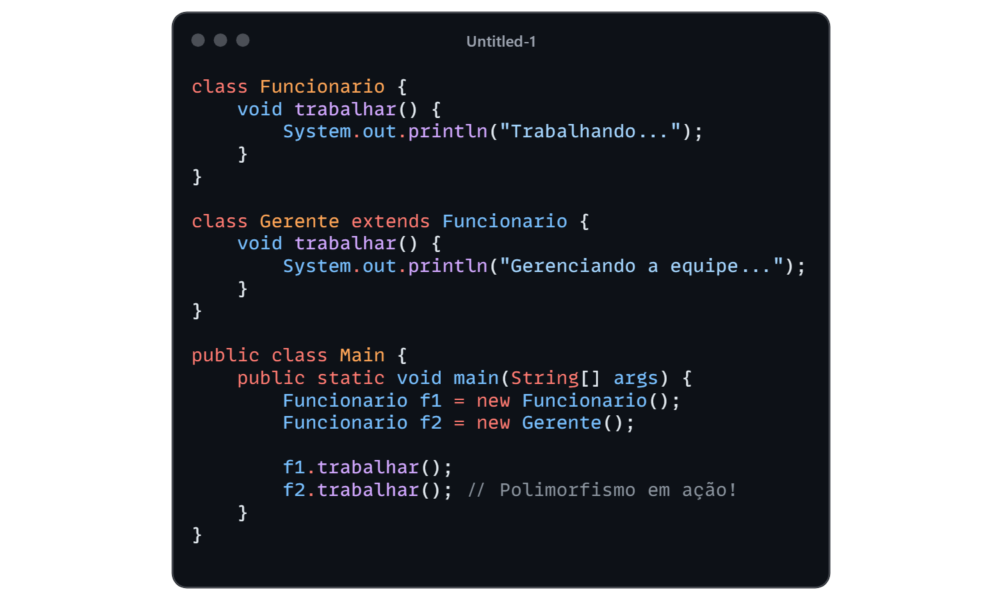 Untitled-1
class Funcionario {
    void trabalhar() {
        System.out.println("Trabalhando...");
    }
}
class Gerente extends Funcionario {
    void trabalhar() {
        System.out.println("Gerenciando a equipe...");
    }
}
public class Main {
    public static void main(String[] args) {
        Funcionario f1 = new Funcionario();
        Funcionario f2 = new Gerente();
        f1.trabalhar();
        f2.trabalhar(); // Polimorfismo em ação!
    }
}